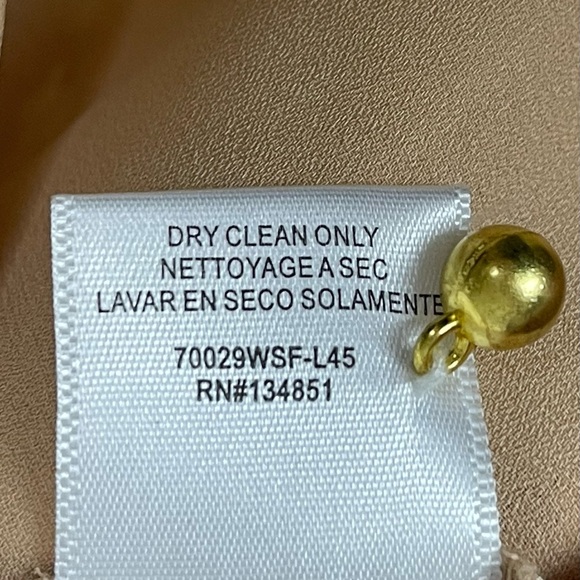 DRY CLEAN ONLY
NETTOYAGE A SEC
LAVAR EN SECO SOLAMENTE
70029WSF-L45
RN#134851